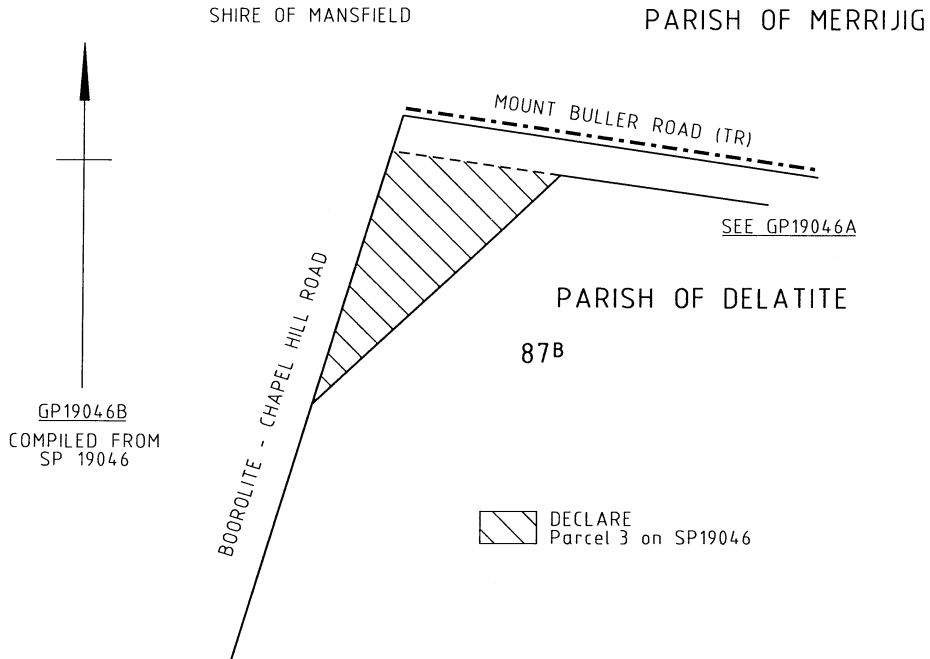 SHIRE OF MANSFIELD
PARISH OF MERRIJIG
MOUNT BULLER ROAD (TR)
SEE GP19046A
PARISH OF DELATITE
87B
BOOROLITE - CHAPEL HILL ROAD
GP19046B
COMPILED FROM
SP 19046
DECLARE
Parcel 3 on SP19046